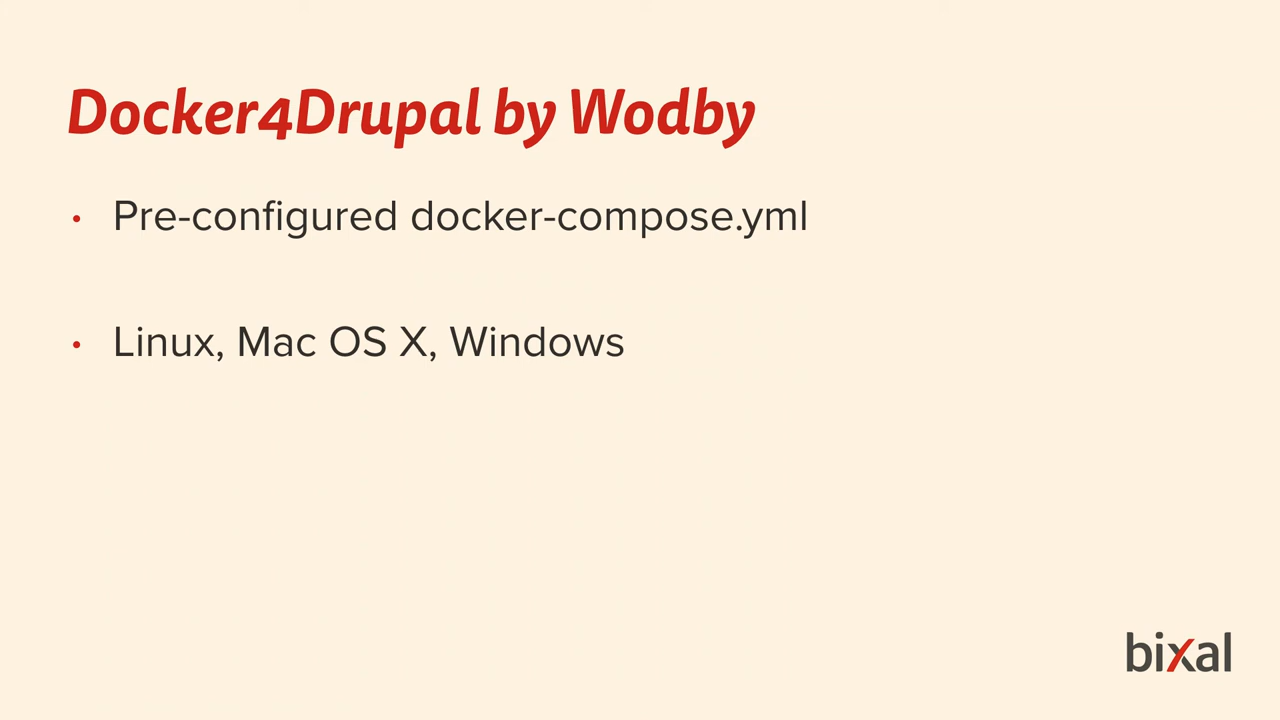 Docker4Drupal by Wodby
• Pre-configured docker-compose.yml
• Linux, Mac OS X, Windows
bixal